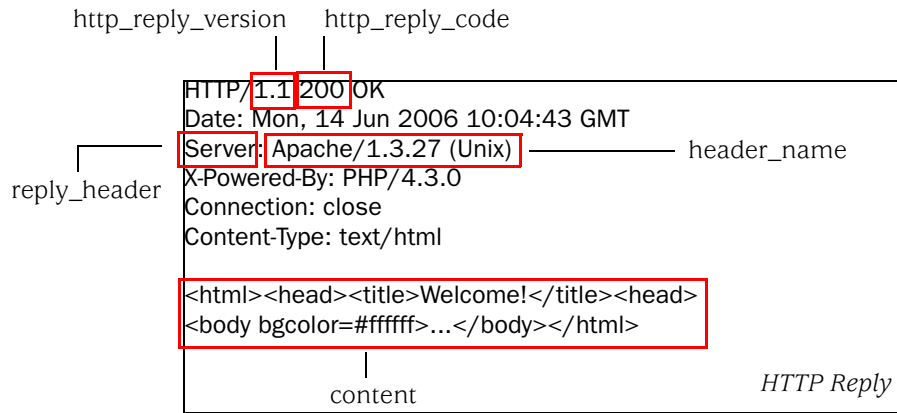 http_reply_version http_reply_code
HTTP/1.1 200 OK
Date: Mon, 14 Jun 2006 10:04:43 GMT
Server: Apache/1.3.27 (Unix) header_name
reply_header
X-Powered-By: PHP/4.3.0
Connection: close
Content-Type: text/html
<html><head><title>Welcome!</title><head>
<body bgcolor=#ffffff>...</body></html>
content
HTTP Reply